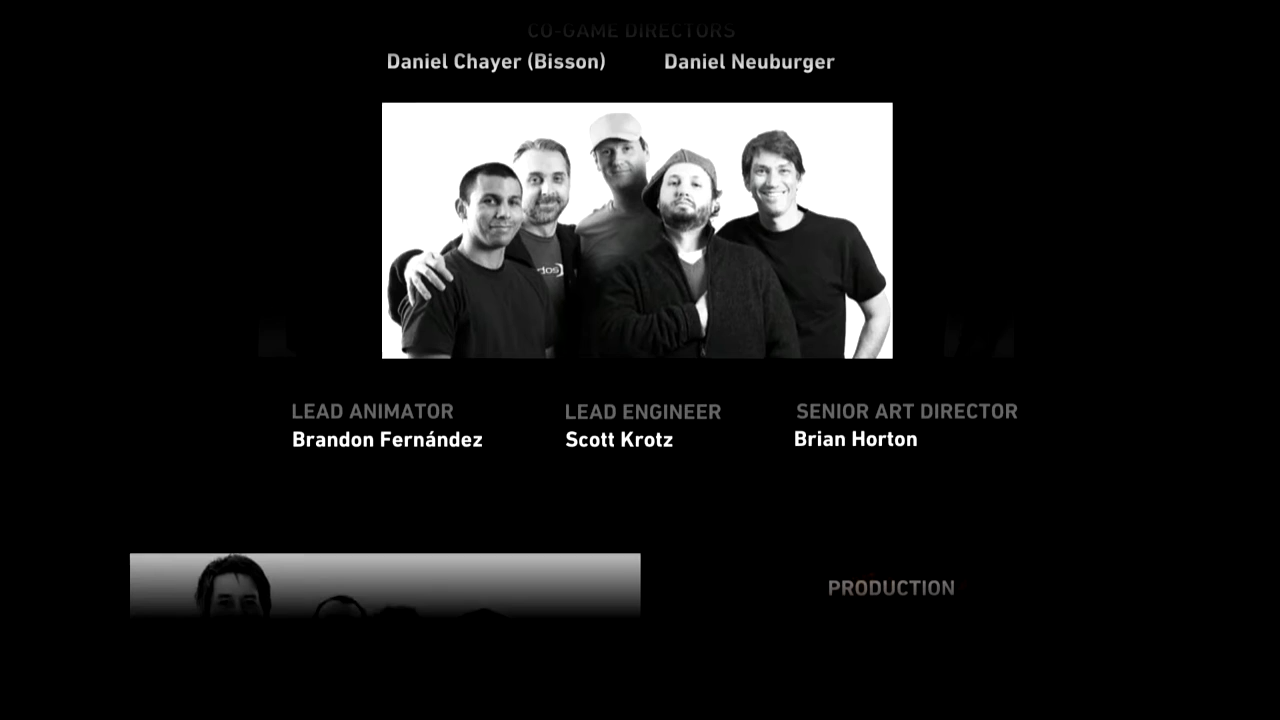 CO-GAME DIRECTORS
Daniel Chayer (Bisson) Daniel Neuburger
dos
LEAD ANIMATOR LEAD ENGINEER SENIOR ART DIRECTOR
Brandon Fernández Scott Krotz Brian Horton
PRODUCTION